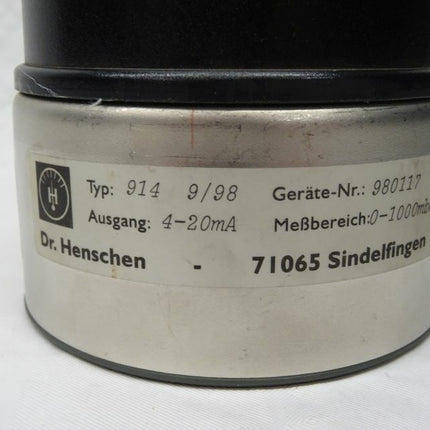 Typ: 914 9/98 Geräte-Nr.: 980117
Ausgang: 4-20mA Meßbereich:0-1000mb
Dr. Henschen - 71065 Sindelfingen